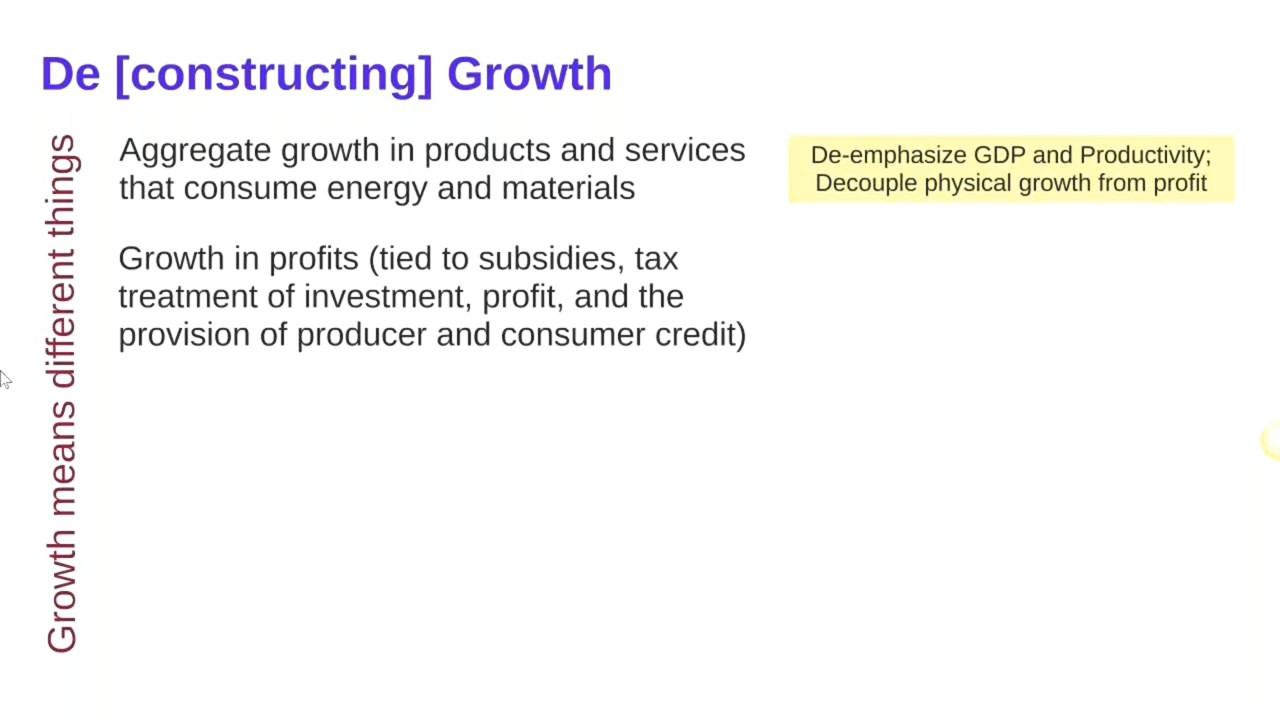 De [constructing] Growth
Growth means different things
Aggregate growth in products and services
that consume energy and materials
De-emphasize GDP and Productivity;
Decouple physical growth from profit
Growth in profits (tied to subsidies, tax
treatment of investment, profit, and the
provision of producer and consumer credit)